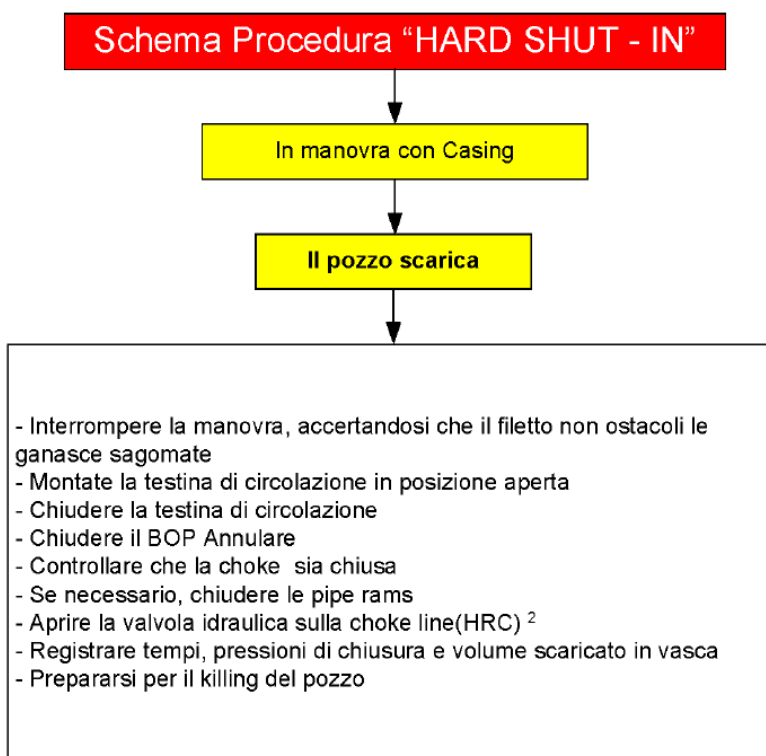 Schema Procedura “HARD SHUT - IN”
In manovra con Casing
Il pozzo scarica
- Interrompere la manovra, accertandosi che il filetto non ostacoli le
ganasce sagomate
- Montate la testina di circolazione in posizione aperta
- Chiudere la testina di circolazione
- Chiudere il BOP Annulare
- Controllare che la choke sia chiusa
- Se necessario, chiudere le pipe rams
- Aprire la valvola idraulica sulla choke line(HRC) ²
- Registrare tempi, pressioni di chiusura e volume scaricato in vasca
- Prepararsi per il killing del pozzo